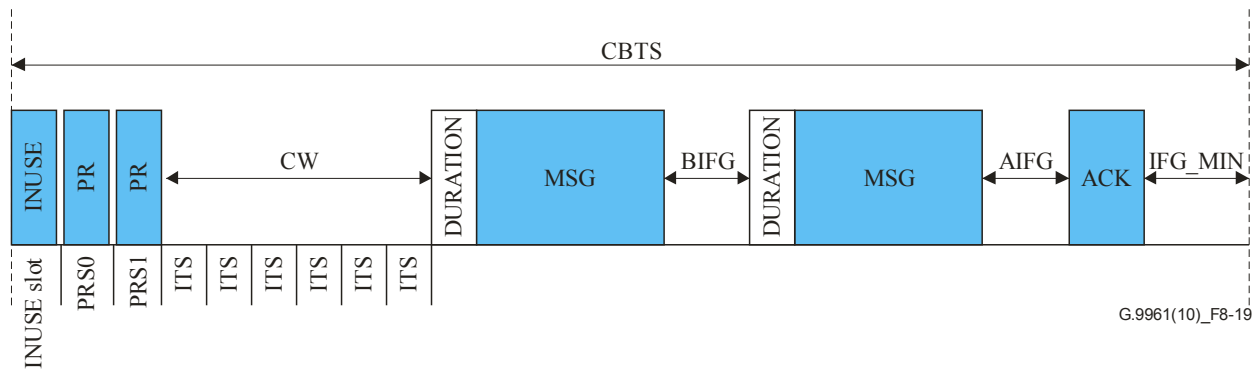 CBTS
INUSE
PR
PR
CW
DURATION
MSG
BIFG
DURATION
MSG
AIFG
ACK
IFG_MIN
INUSE slot
PRS0
PRS1
ITS
ITS
ITS
ITS
ITS
ITS
G.9961(10)_F8-19